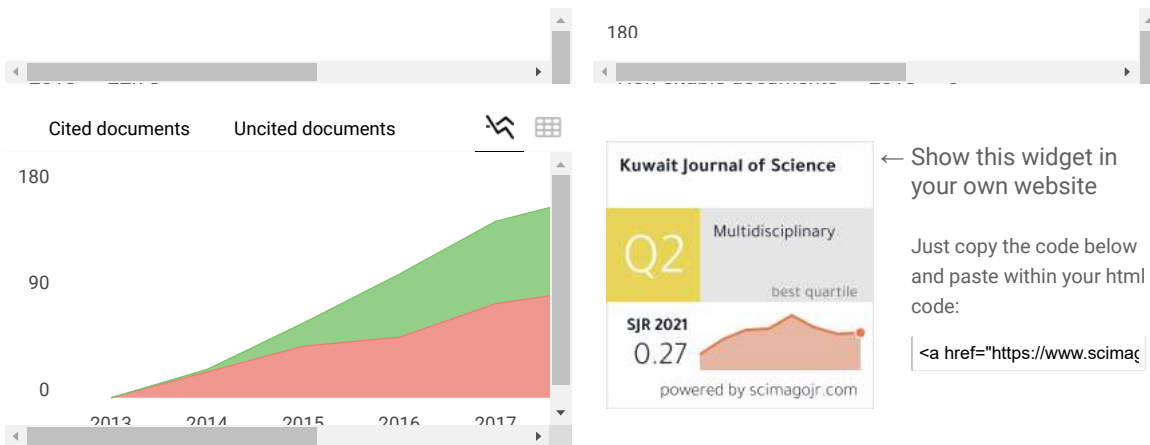 180
Cited documents Uncited documents
180
90
0
2013 2014 2015 2016 2017
Kuwait Journal of Science
Q2
Multidisciplinary
best quartile
SJR 2021
0.27
powered by scimagojr.com
← Show this widget in
your own website
Just copy the code below
and paste within your html
code:
<a href="https://www.scimag